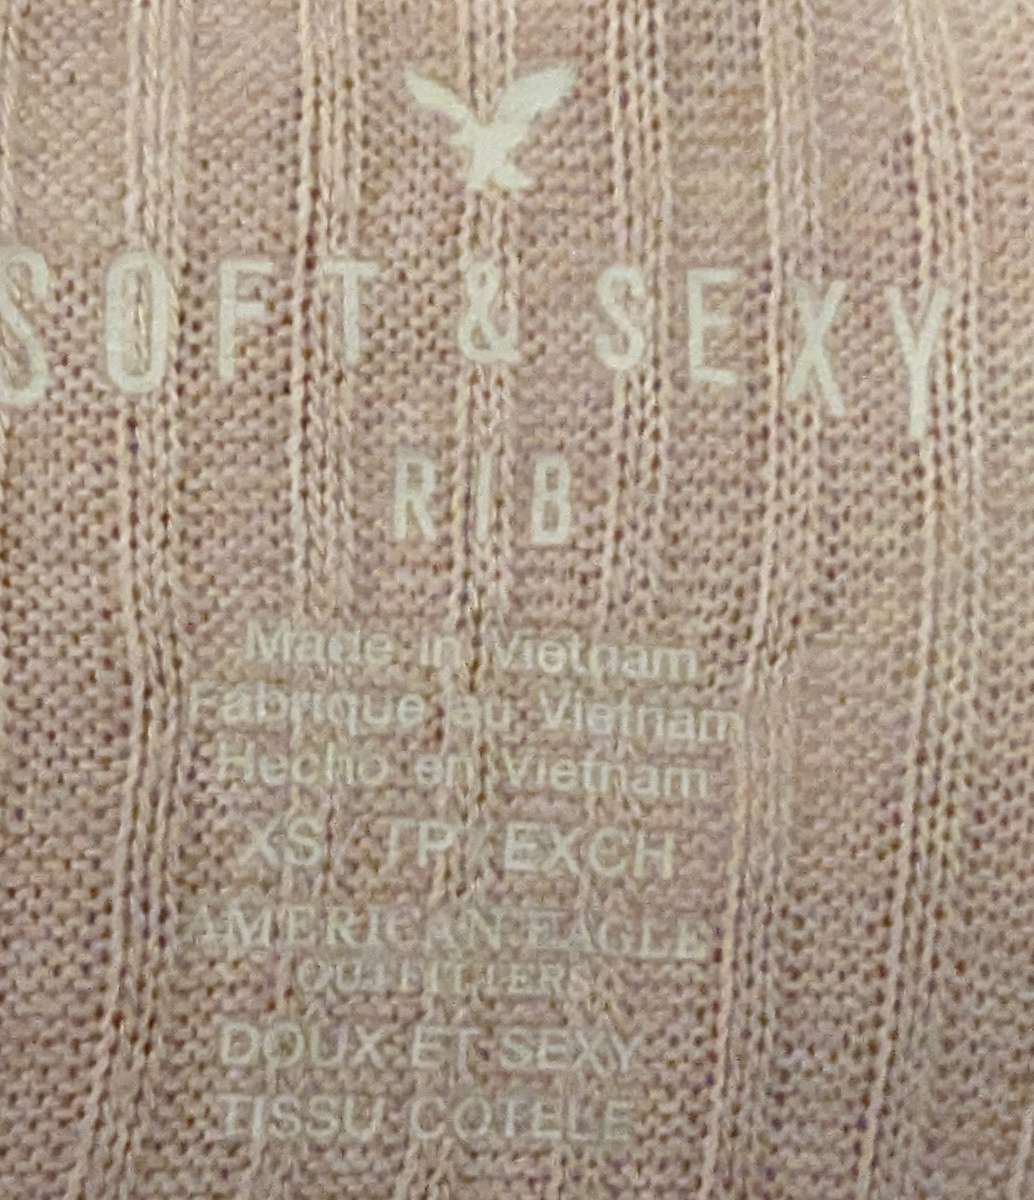 SOFT & SEXY
RIB
Made in Vietnam
Fabriqué au Vietnam
Hecho en Vietnam
XS / TP / EXCH
AMERICAN EAGLE
OUTFITTERS
DOUX ET SEXY
TISSU CÔTELÉ